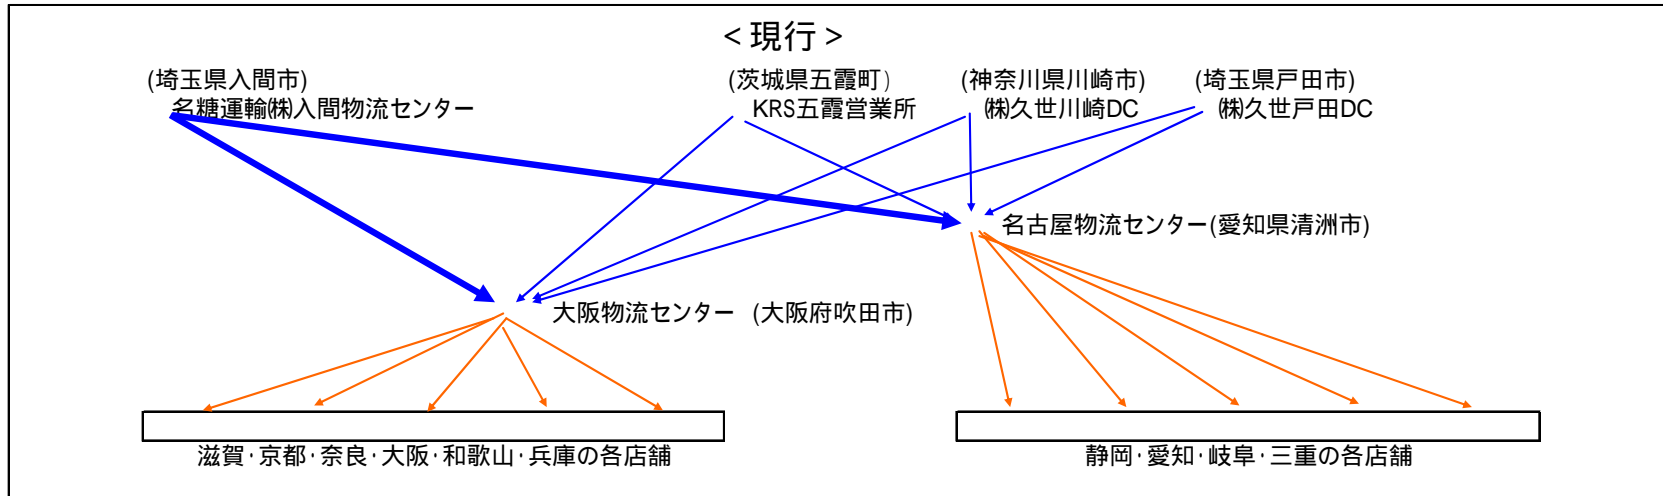 <現行>
(埼玉県入間市)
名糖運輸㈱入間物流センター
(茨城県五霞町)
KRS五霞営業所
(神奈川県川崎市)
㈱久世川崎DC
(埼玉県戸田市)
㈱久世戸田DC
名古屋物流センター(愛知県清洲市)
大阪物流センター (大阪府吹田市)
滋賀･京都･奈良･大阪･和歌山･兵庫の各店舗
静岡･愛知･岐阜･三重の各店舗